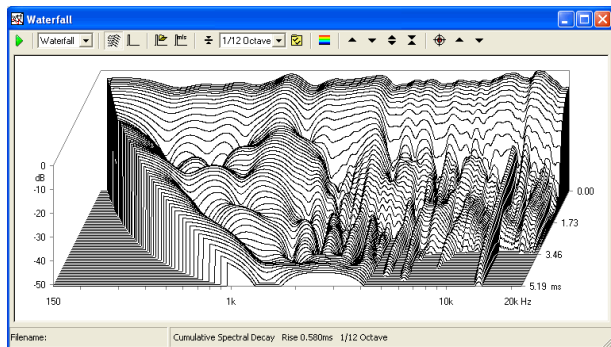 Waterfall
Waterfall
mls
1/12 Octave
0
dB
-10
-20
-30
-40
-50
150
1k
10k
20k Hz
0.00
1.73
3.46
5.19 ms
Filename:
Cumulative Spectral Decay Rise 0.580ms 1/12 Octave